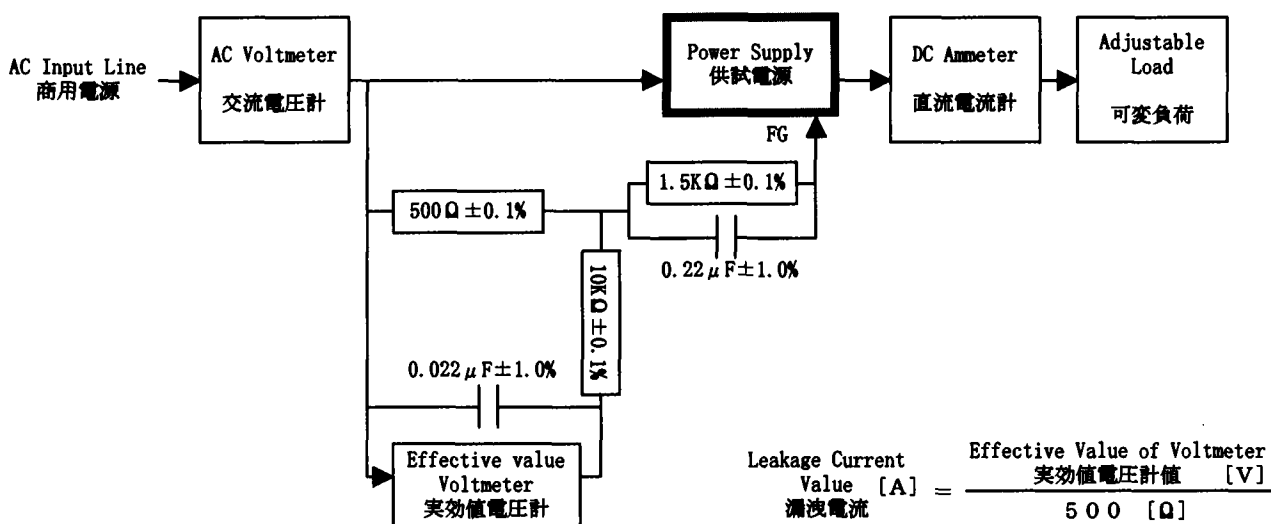 AC Input Line
商用電源
AC Voltmeter
交流電圧計
Power Supply
供試電源
DC Ammeter
直流電流計
Adjustable
Load
可変負荷
FG
500Ω±0.1%
1.5KΩ±0.1%
0.22μF±1.0%
10KΩ±0.1%
0.022μF±1.0%
Effective value
Voltmeter
実効値電圧計
Leakage Current
Value [A] =
漏洩電流
Effective Value of Voltmeter
実効値電圧計値 [V]
500 [Ω]